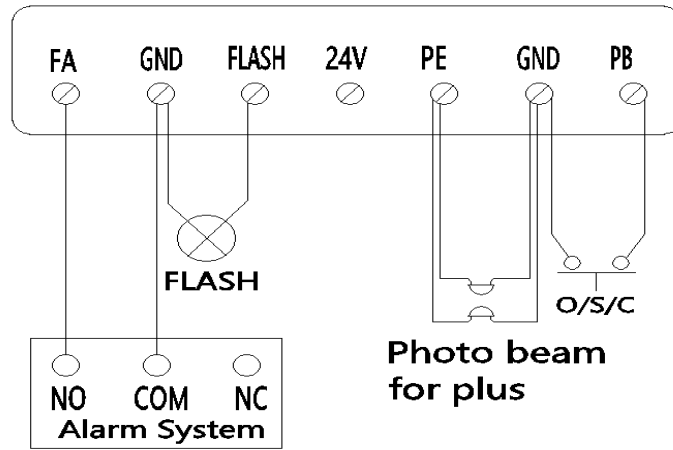 FA GND FLASH 24V PE GND PB
FLASH
O/S/C
Photo beam
for plus
NO COM NC
Alarm System